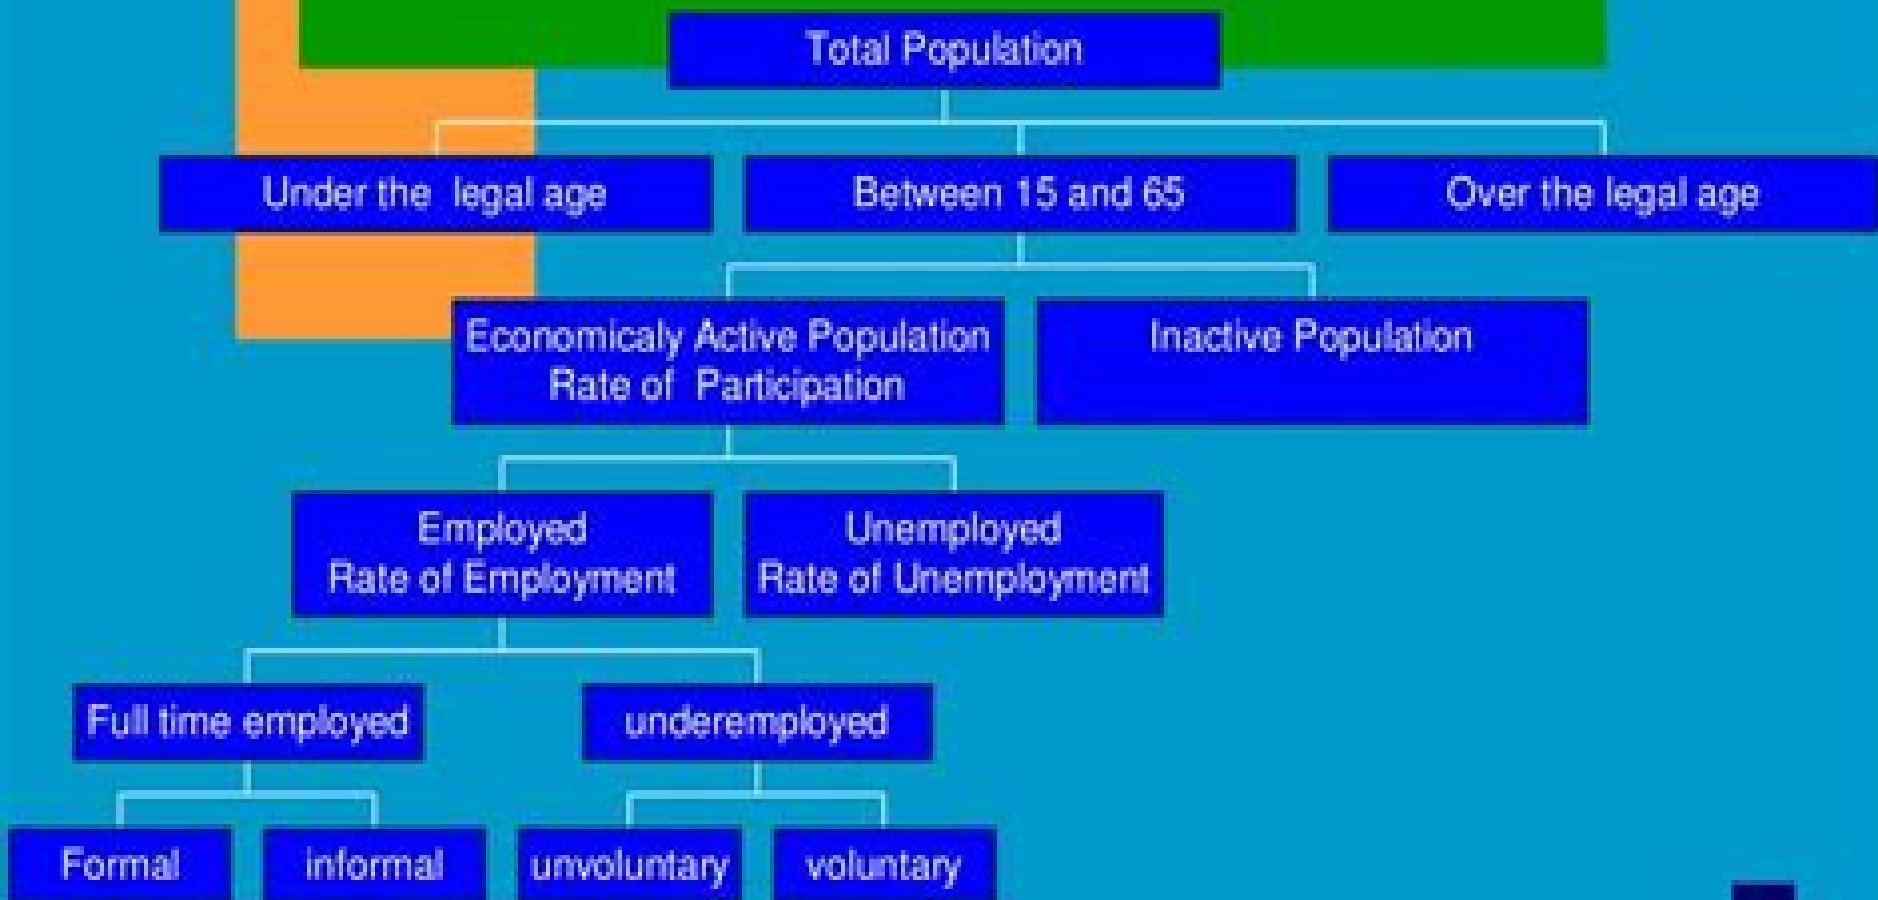 Total Population
Under the  legal age
Between 15 and 65
Over the legal age
Economicaly Active Population
Rate of  Participation
Inactive Population
Employed
Rate of Employment
Unemployed
Rate of Unemployment
Full time employed
underemployed
Formal
informal
unvoluntary
voluntary